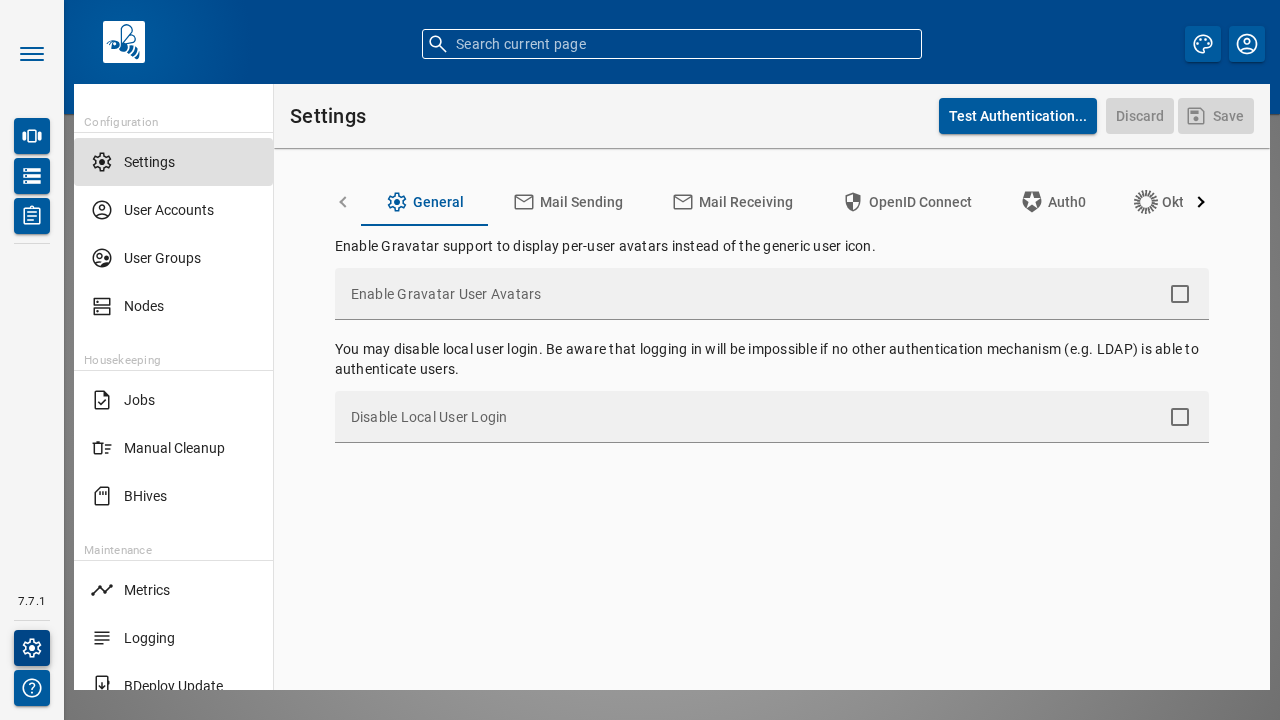 Search current page
Configuration
Settings
User Accounts
User Groups
Nodes
Housekeeping
Jobs
Manual Cleanup
BHives
Maintenance
Metrics
Logging
BDeploy Update
7.7.1
Settings
Test Authentication...
Discard
Save
General
Mail Sending
Mail Receiving
OpenID Connect
Auth0
Okt
Enable Gravatar support to display per-user avatars instead of the generic user icon.
Enable Gravatar User Avatars
You may disable local user login. Be aware that logging in will be impossible if no other authentication mechanism (e.g. LDAP) is able to
authenticate users.
Disable Local User Login